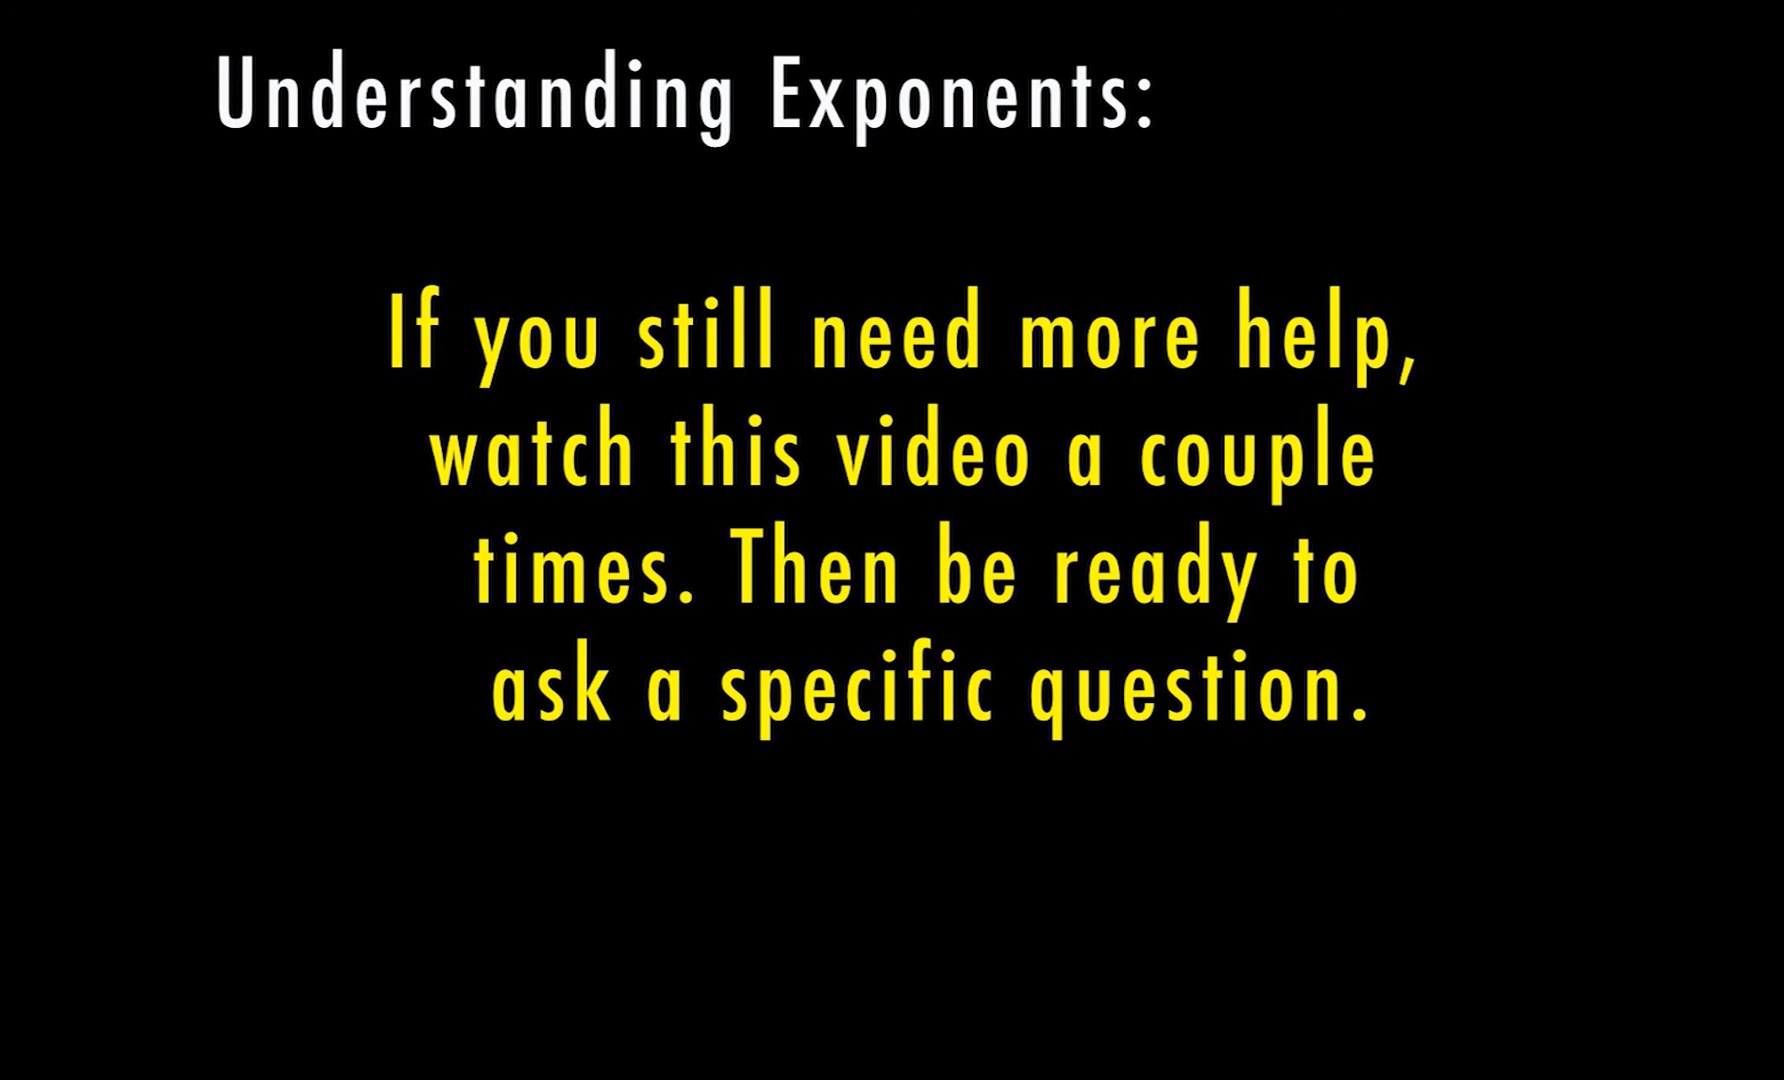 Understanding Exponents:
If you still need more help,
watch this video a couple
times. Then be ready to
ask a specific question.